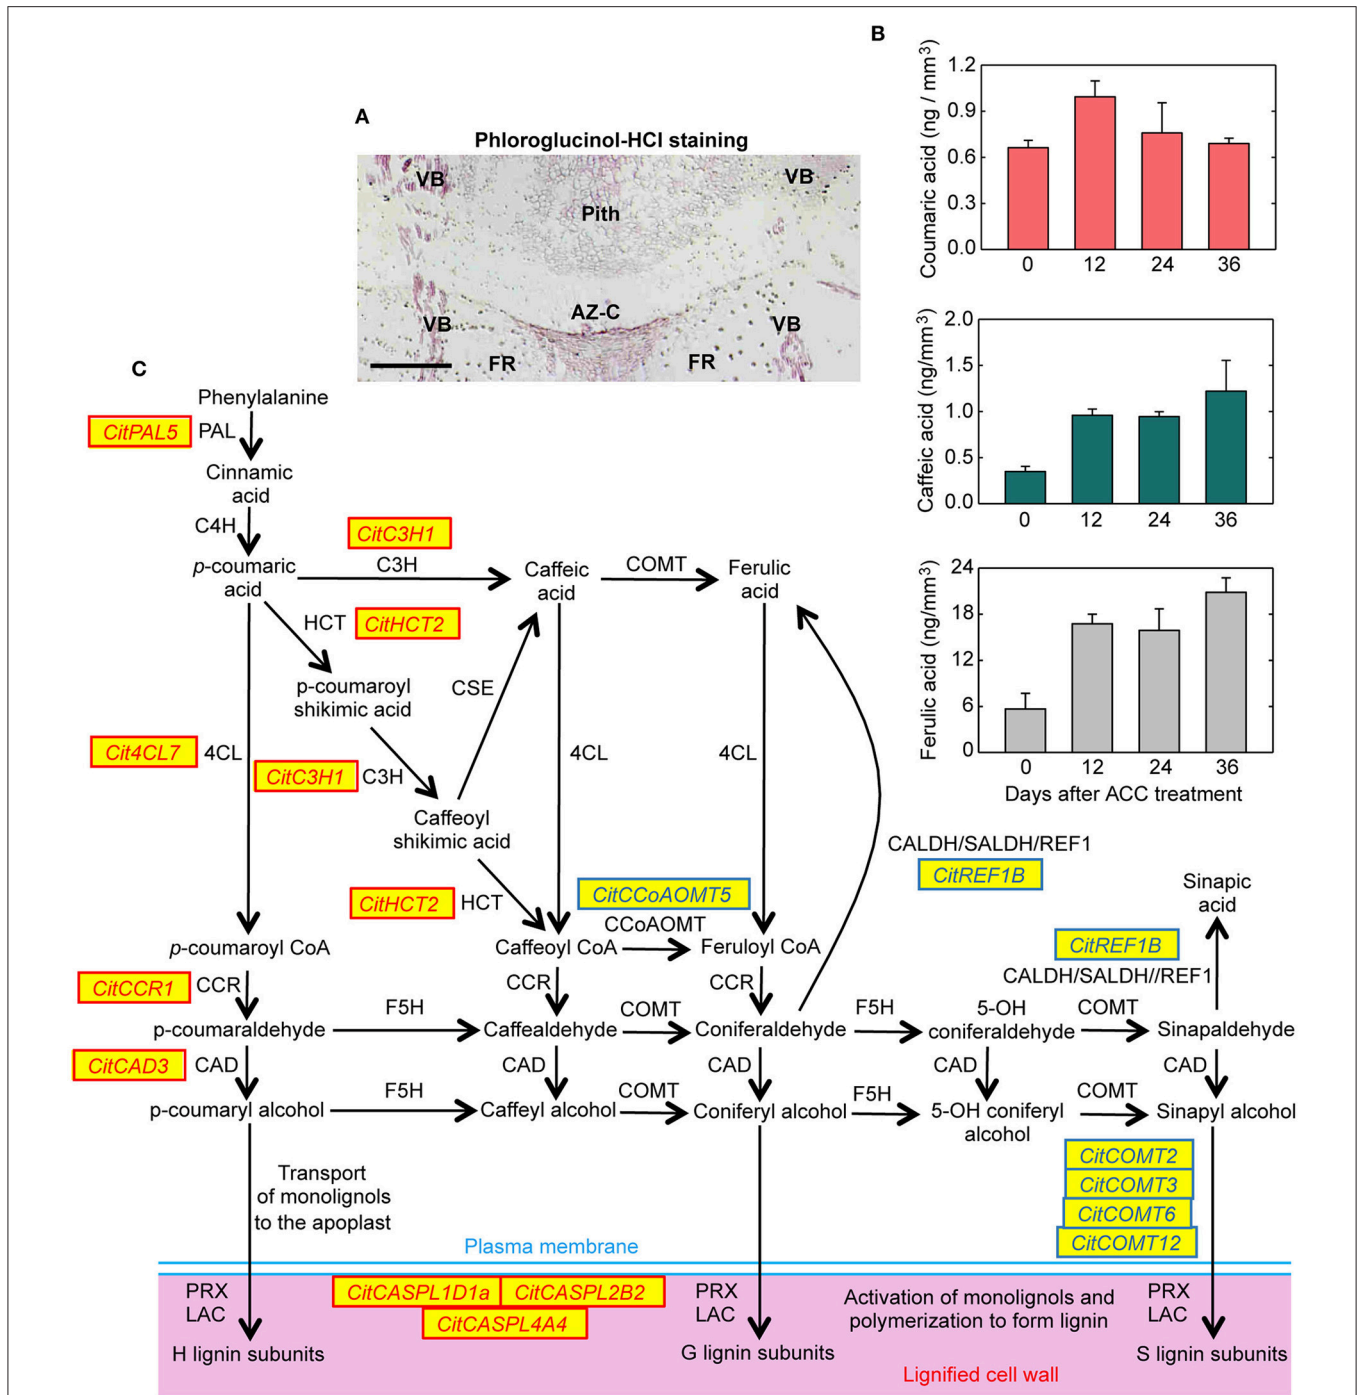 A
Phloroglucinol-HCl staining
VB
VB
Pith
AZ-C
VB
VB
FR
FR
B
Coumaric acid (ng / mm3)
1.2
0.9
0.6
0.3
0.0
0 12 24 36
Caffeic acid (ng/mm3)
2.0
1.5
1.0
0.5
0.0
0 12 24 36
Ferulic acid (ng/mm3)
24
18
12
6
0
0 12 24 36
Days after ACC treatment
C
Phenylalanine
CitPAL5 PAL
Cinnamic
acid
C4H
CitC3H1
p-coumaric
acid
C3H
Caffeic
acid
COMT
Ferulic
acid
HCT CitHCT2
p-coumaroyl
shikimic acid
CSE
Cit4CL7 4CL
4CL
4CL
CitC3H1 C3H
Caffeoyl
shikimic acid
CALDH/SALDH/REF1
CitREF1B
CitHCT2 HCT
CitCCoAOMT5
CCoAOMT
Sinapic
acid
p-coumaroyl CoA
Caffeoyl CoA
Feruloyl CoA
CitREF1B
CALDH/SALDH//REF1
CitCCR1 CCR
CCR
CCR
p-coumaraldehyde
F5H
Caffealdehyde
COMT
Coniferaldehyde
F5H
5-OH
coniferaldehyde
COMT
Sinapaldehyde
CitCAD3 CAD
CAD
CAD
CAD
CAD
p-coumaryl alcohol
F5H
Caffeyl alcohol
COMT
Coniferyl alcohol
F5H
5-OH coniferyl
alcohol
COMT
Sinapyl alcohol
CitCOMT2
CitCOMT3
CitCOMT6
CitCOMT12
Transport
of monolignols
to the apoplast
Plasma membrane
PRX
LAC
CitCASPL1D1a CitCASPL2B2
CitCASPL4A4
PRX
LAC
Activation of monolignols and
polymerization to form lignin
PRX
LAC
H lignin subunits
G lignin subunits
S lignin subunits
Lignified cell wall